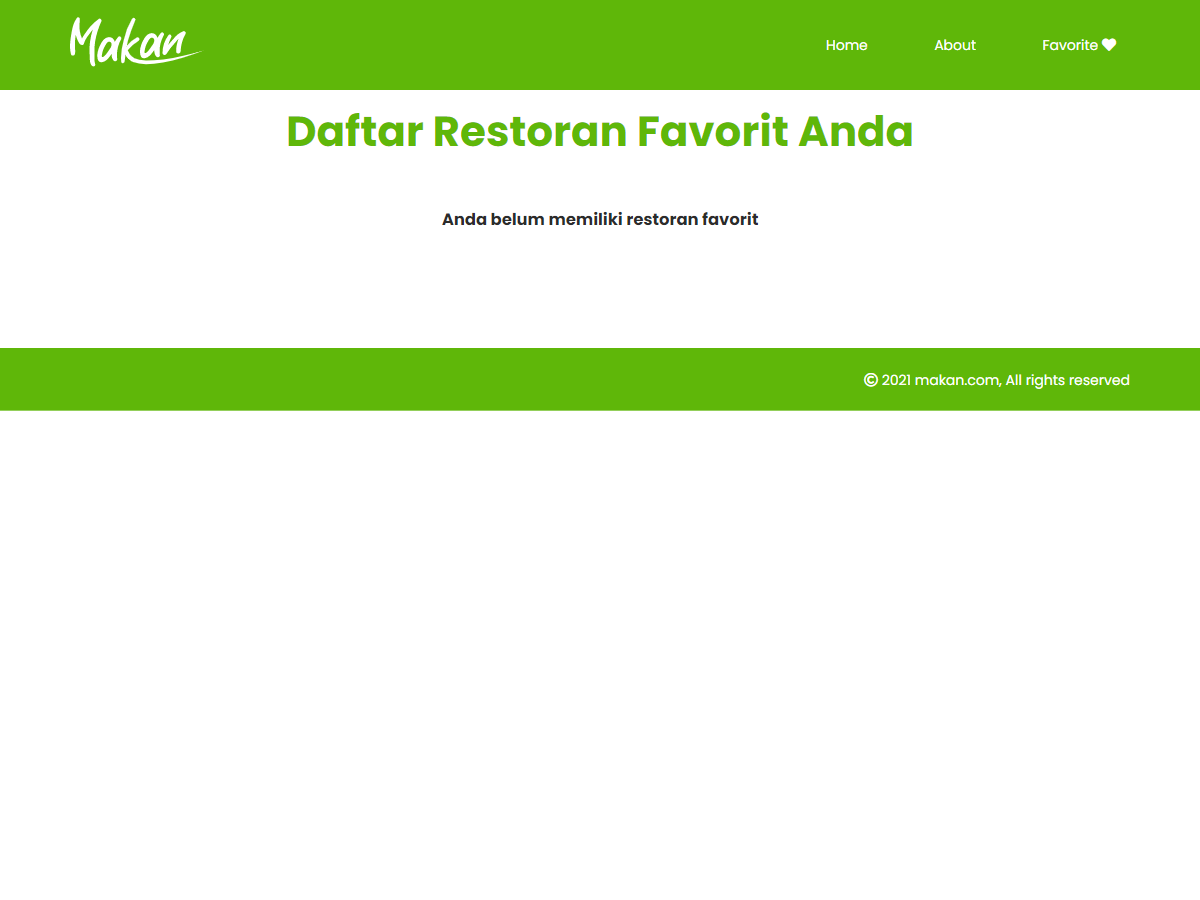 Makan
Home About Favorite
Daftar Restoran Favorit Anda
Anda belum memiliki restoran favorit
© 2021 makan.com, All rights reserved